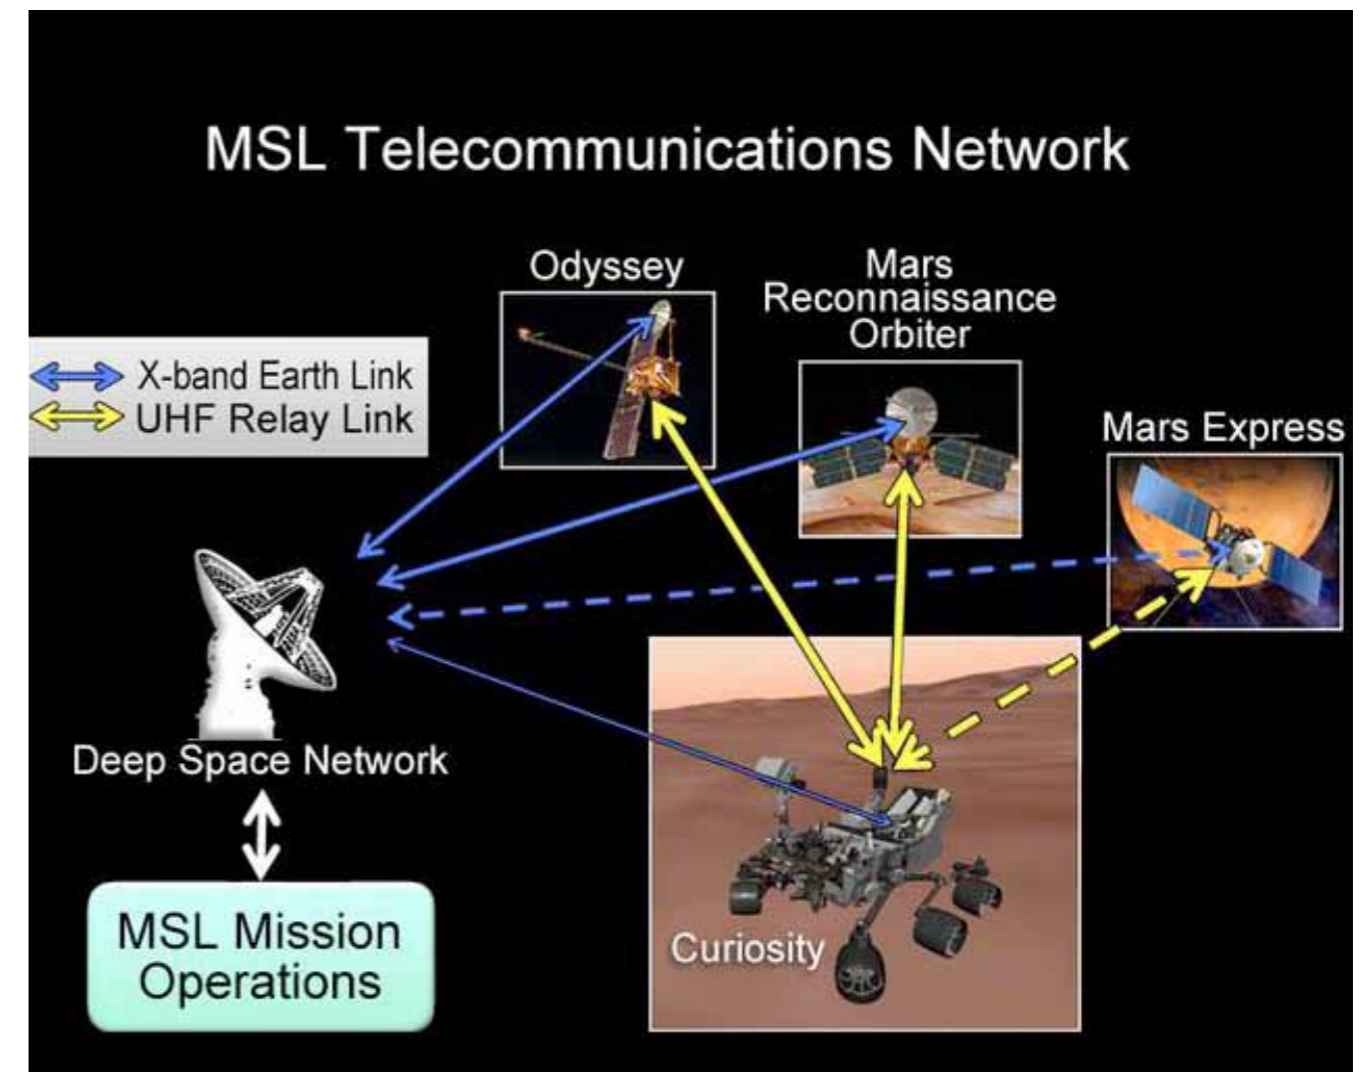 MSL Telecommunications Network
Odyssey
Mars
Reconnaissance
Orbiter
X-band Earth Link
UHF Relay Link
Mars Express
Deep Space Network
MSL Mission
Operations
Curiosity